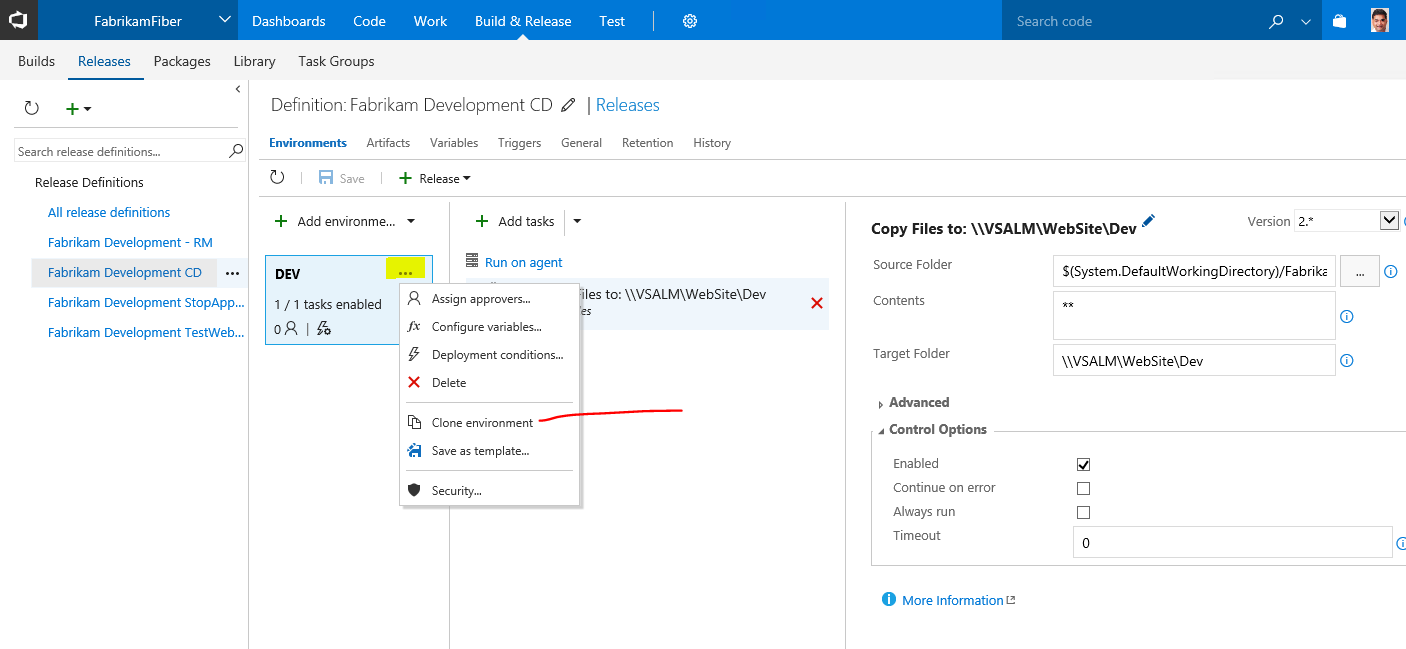 FabrikamFiber
Dashboards Code Work Build & Release Test
Search code
Builds Releases Packages Library Task Groups
Search release definitions...
Release Definitions
All release definitions
Fabrikam Development - RM
Fabrikam Development CD ...
Fabrikam Development StopApp...
Fabrikam Development TestWeb...
Definition: Fabrikam Development CD | Releases
Environments Artifacts Variables Triggers General Retention History
Save Release
Add environme...
DEV ...
1 / 1 tasks enabled
0
Assign approvers...
fx Configure variables...
Deployment conditions...
Delete
Clone environment
Save as template...
Security...
Add tasks
Run on agent
les to: \\VSALM\WebSite\Dev
es
Copy Files to: \\VSALM\WebSite\Dev
Version 2.*
Source Folder $(System.DefaultWorkingDirectory)/Fabrika ...
Contents **
Target Folder \\VSALM\WebSite\Dev
Advanced
Control Options
Enabled
Continue on error
Always run
Timeout 0
More Information